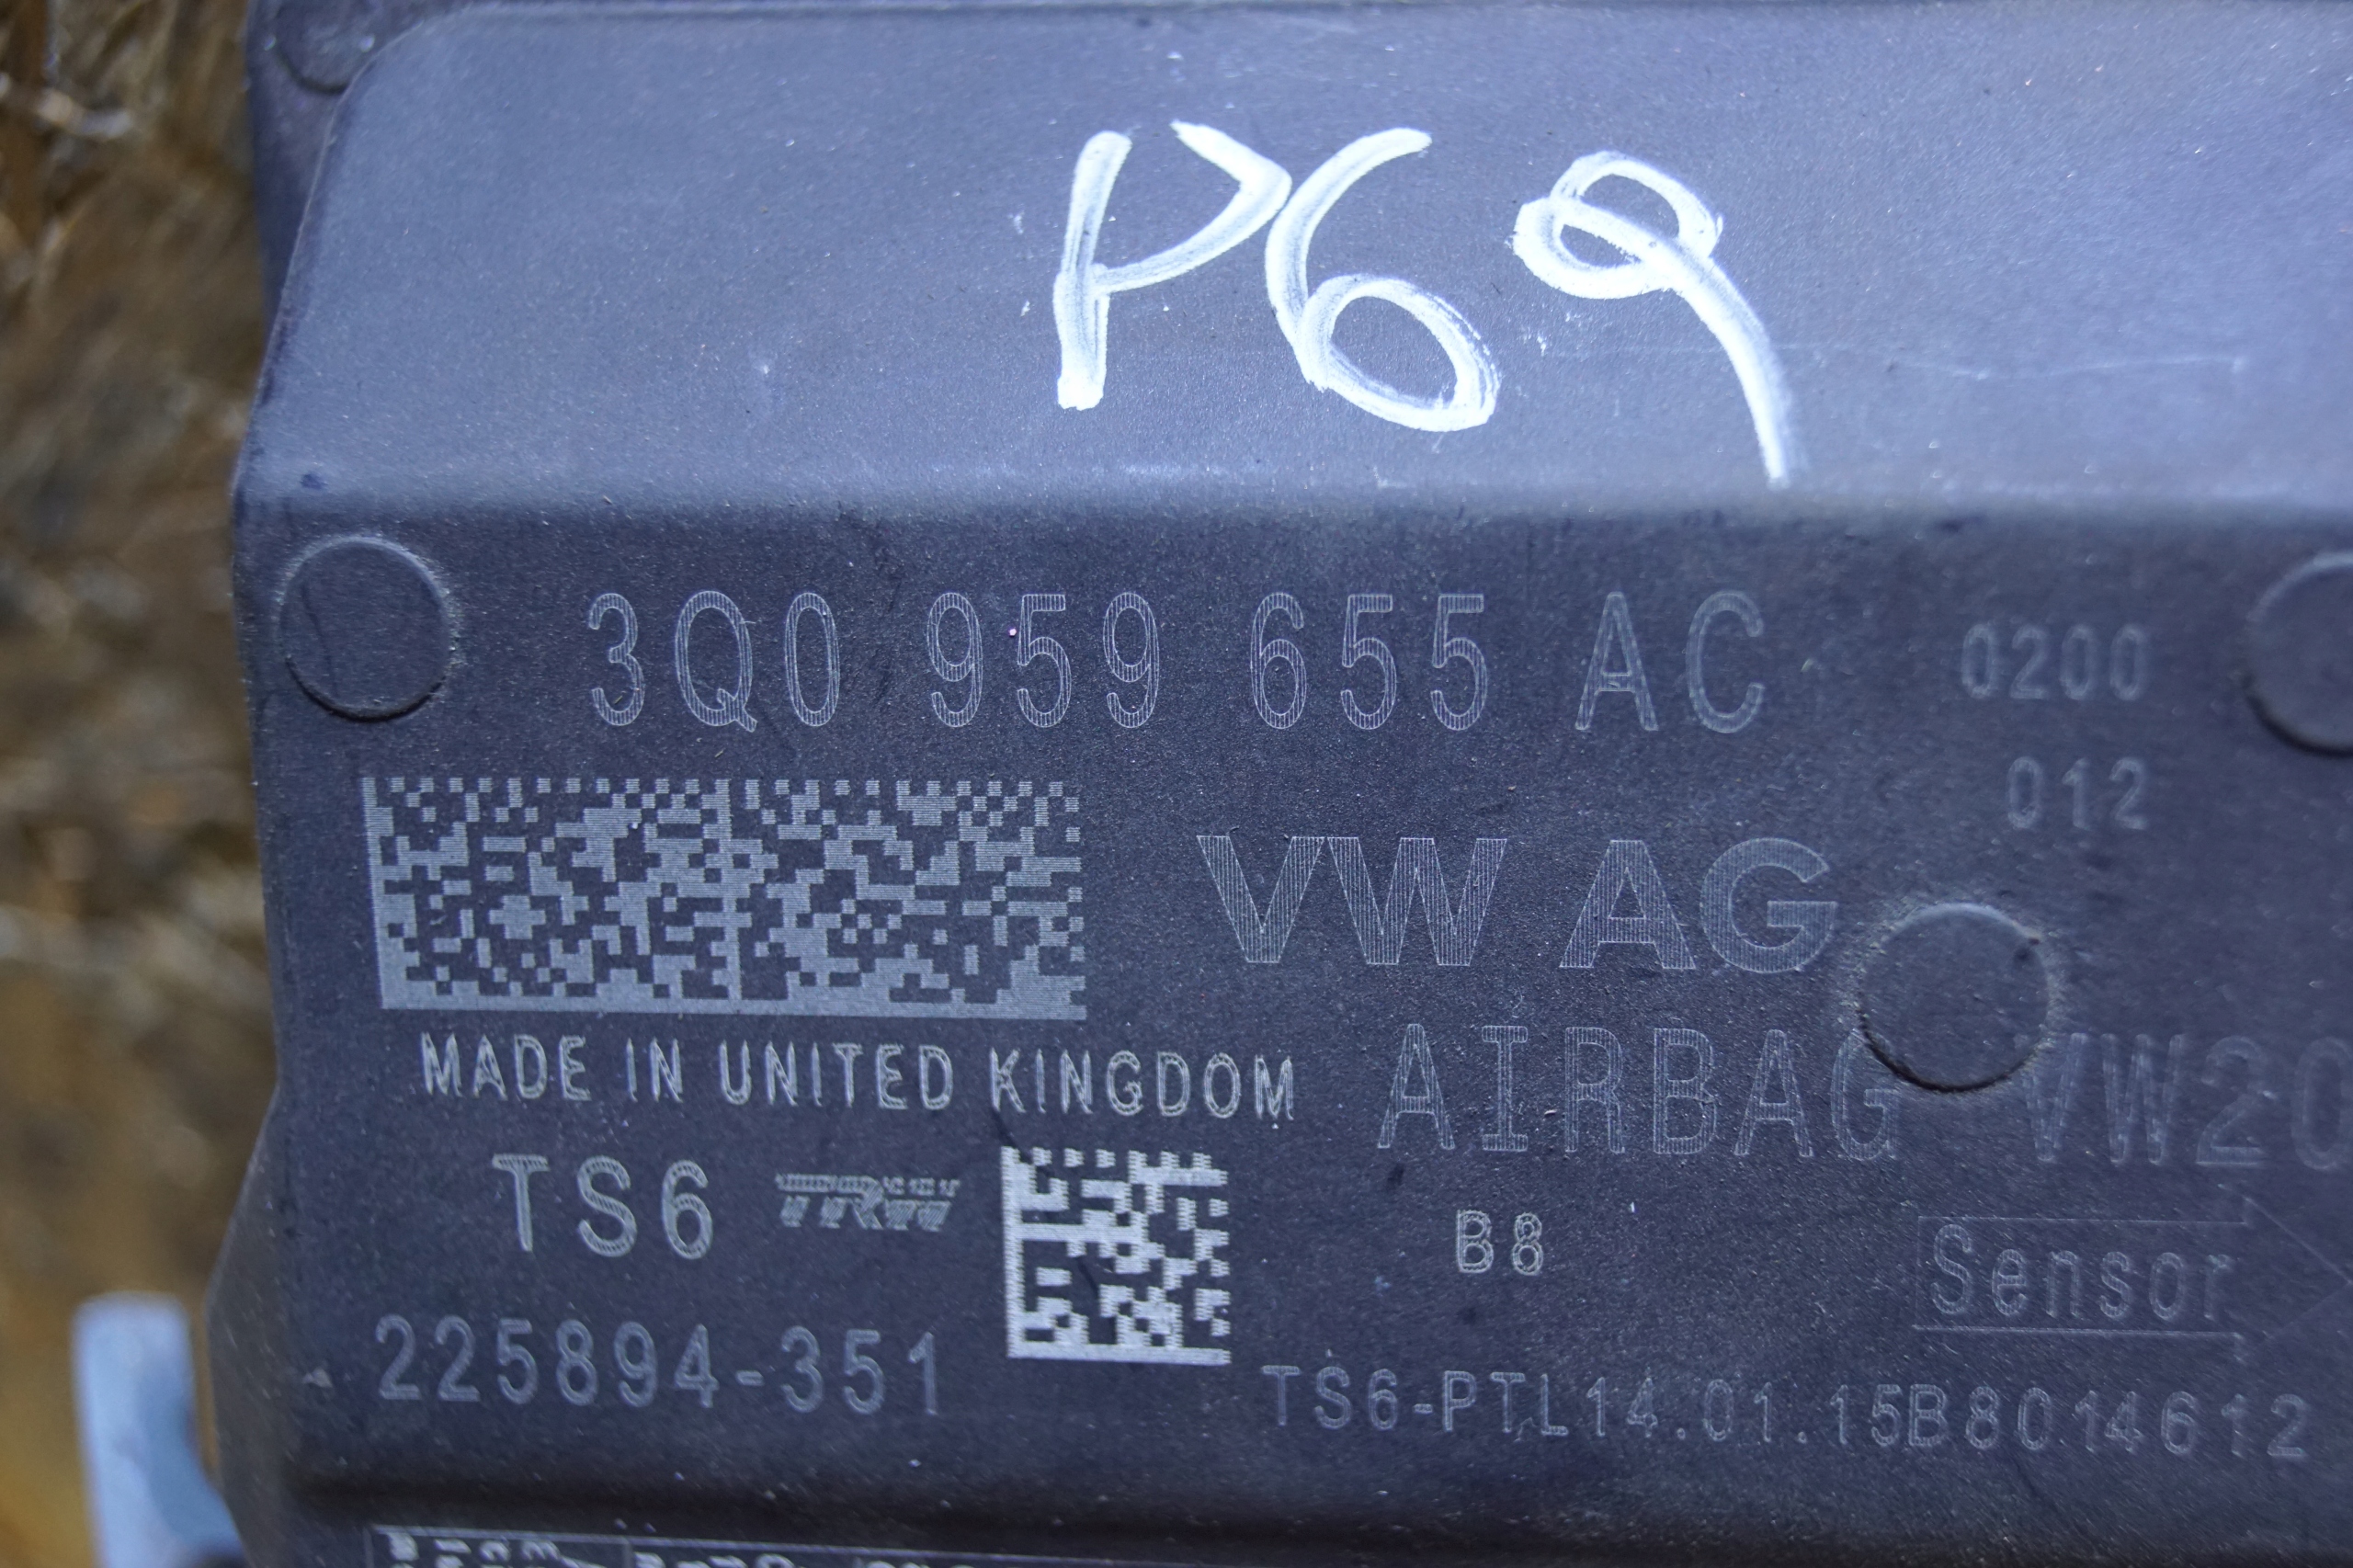 P69
3Q0 959 655 AC 0200
012
VW AG
MADE IN UNITED KINGDOM
AIRBAG VW20
TS6 TRW
B8
Sensor
225894-351
TS6-PTL14.01.15B8014612